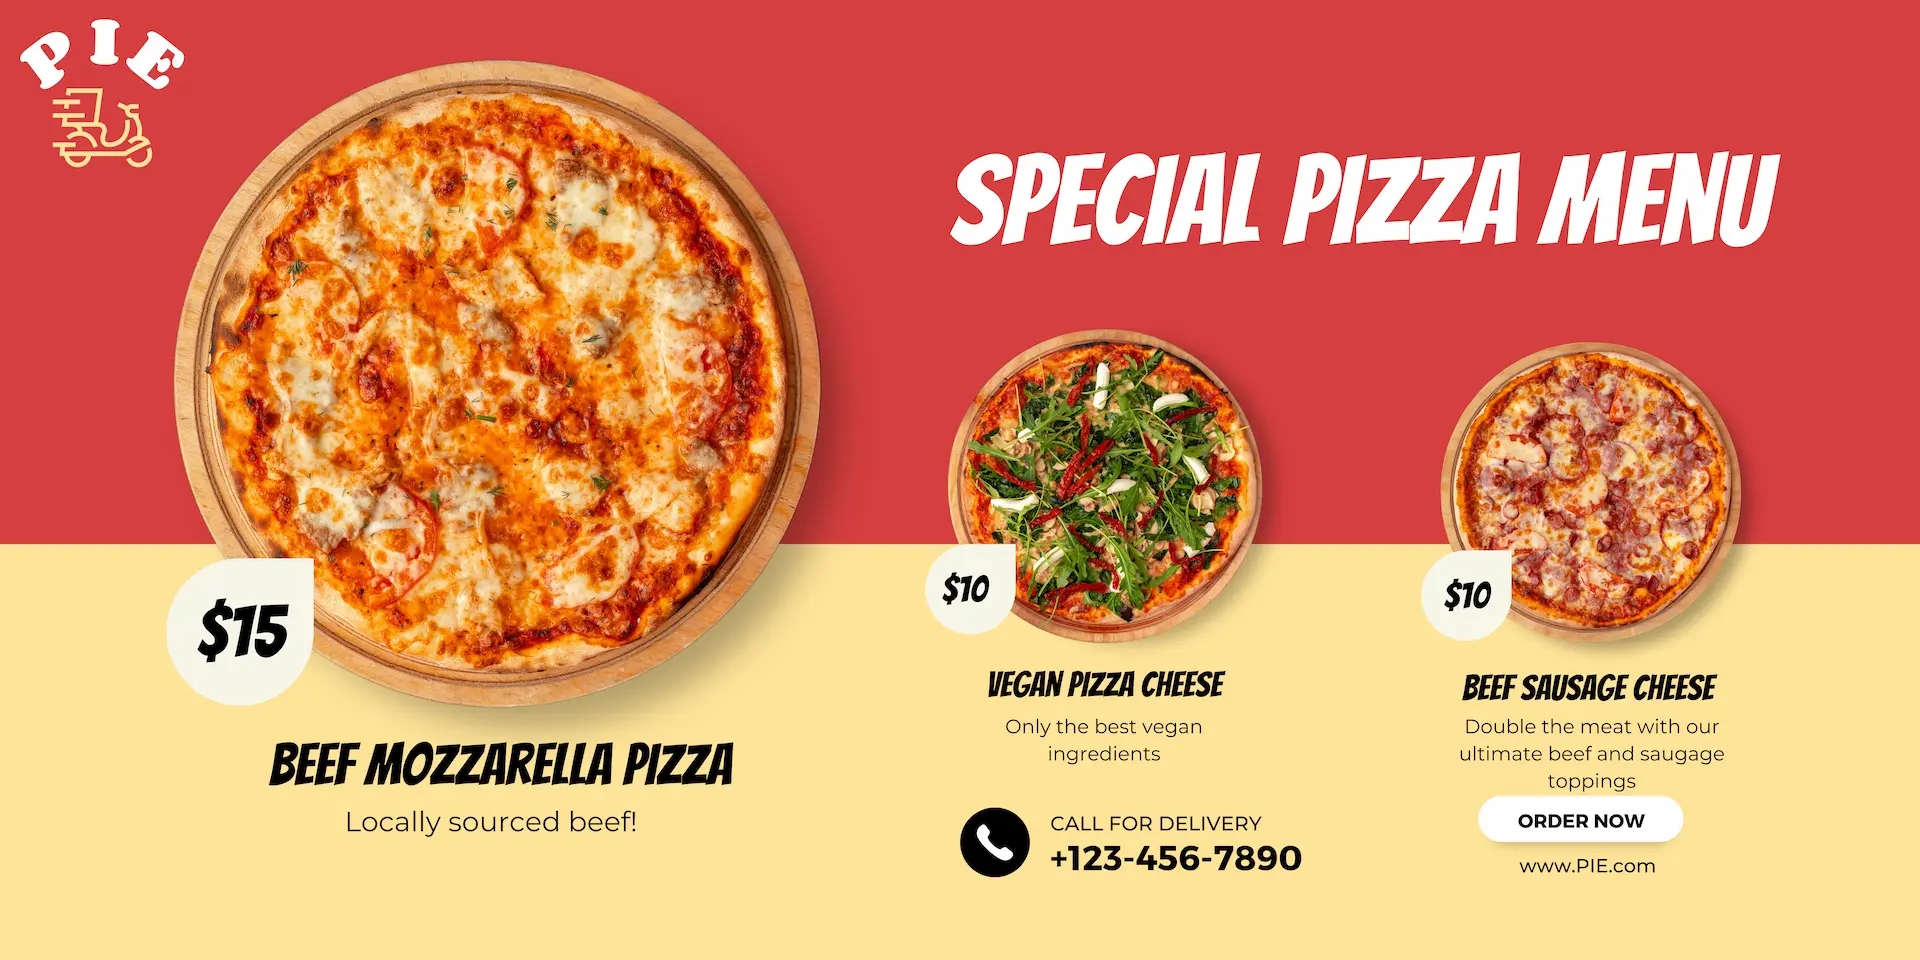 PIE
SPECIAL PIZZA MENU
$15
BEEF MOZZARELLA PIZZA
Locally sourced beef!
$10
VEGAN PIZZA CHEESE
Only the best vegan
ingredients
$10
BEEF SAUSAGE CHEESE
Double the meat with our
ultimate beef and saugage
toppings
CALL FOR DELIVERY
+123-456-7890
ORDER NOW
www.PIE.com